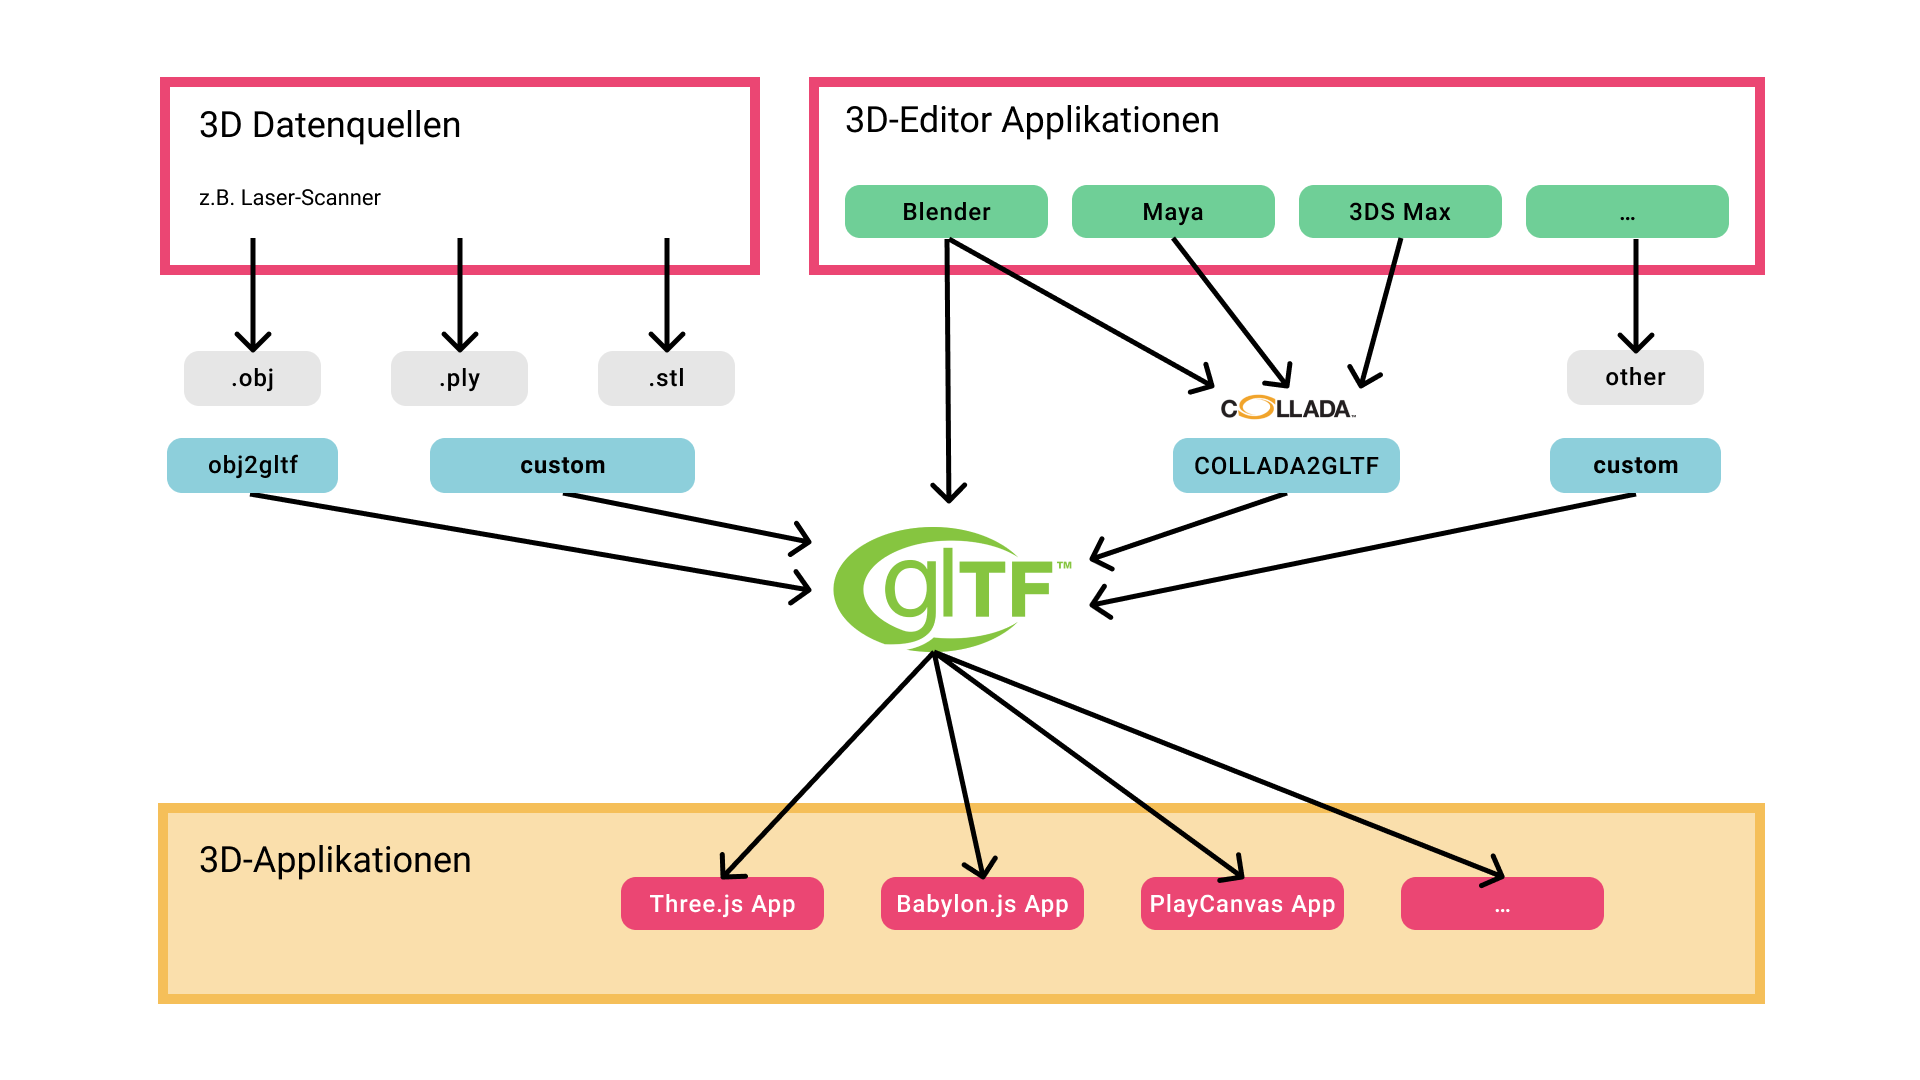 3D Datenquellen
z.B. Laser-Scanner
3D-Editor Applikationen
Blender
Maya
3DS Max
...
.obj
.ply
.stl
COLLADA™
other
obj2gltf
custom
COLLADA2GLTF
custom
glTF™
3D-Applikationen
Three.js App
Babylon.js App
PlayCanvas App
...